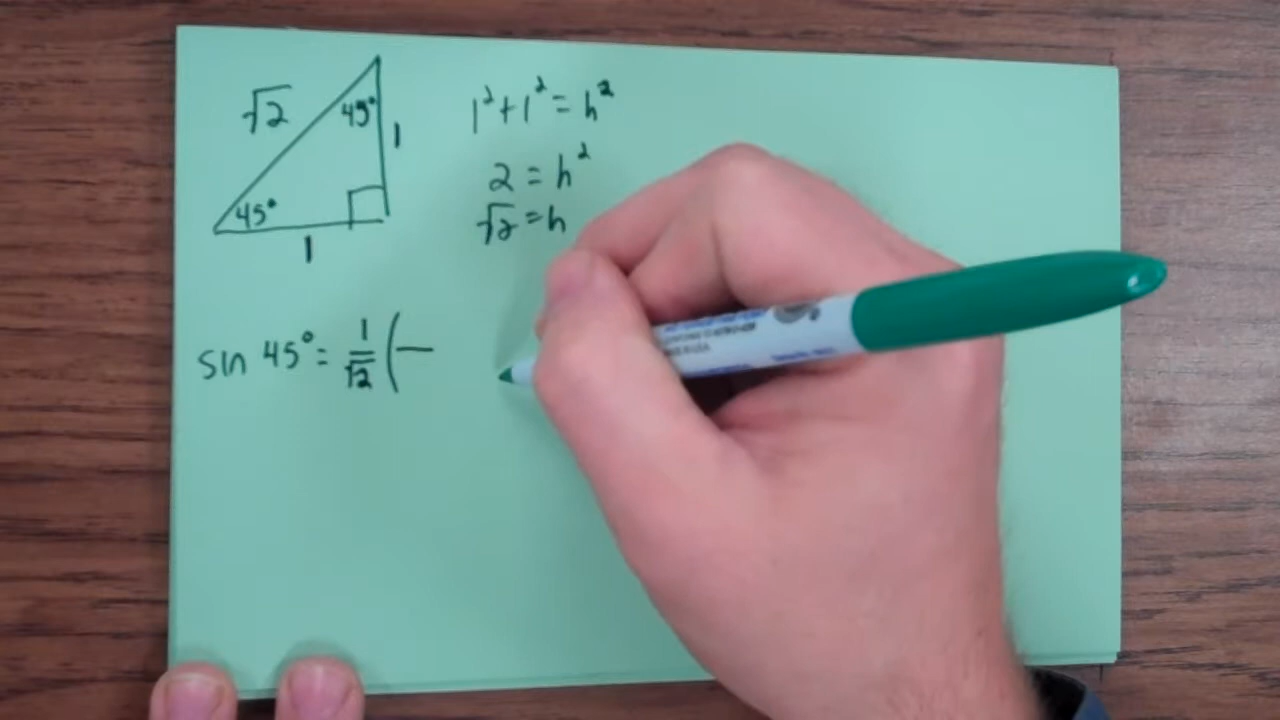 √2
45°
1
45°
1
1² + 1² = h²
2 = h²
√2 = h
sin 45° = 1/√2 (—